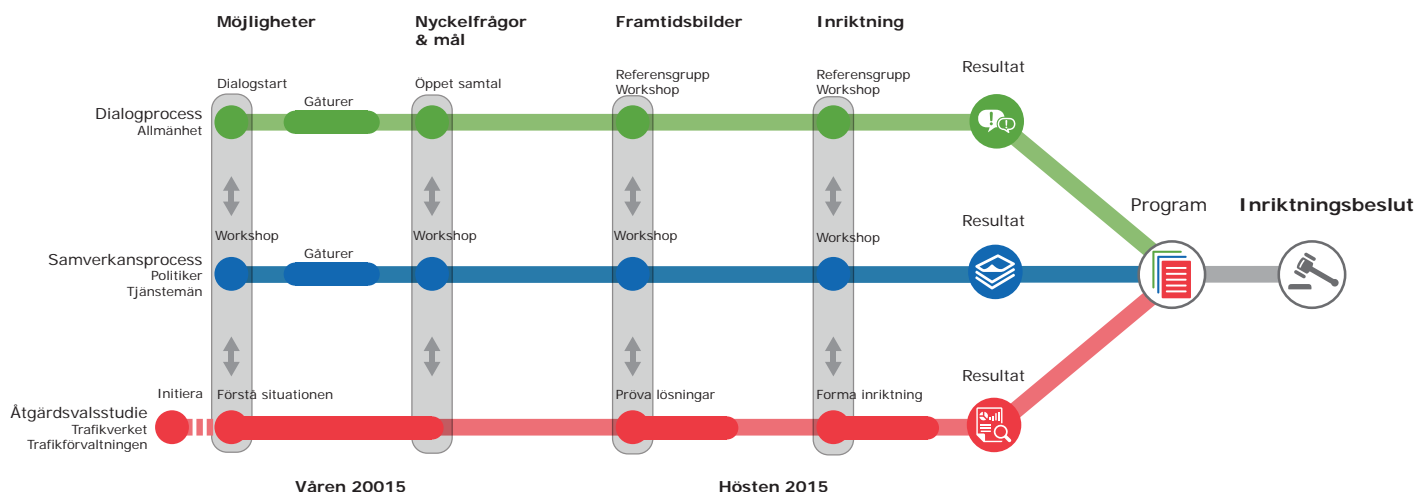 Möjligheter
Nyckelfrågor
& mål
Framtidsbilder
Inriktning
Dialogstart
Öppet samtal
Referensgrupp
Workshop
Referensgrupp
Workshop
Resultat
Gåturer
Dialogprocess
Allmänhet
Program
Inriktningsbeslut
Resultat
Workshop
Gåturer
Workshop
Workshop
Workshop
Samverkansprocess
Politiker
Tjänstemän
Resultat
Initiera
Förstå situationen
Pröva lösningar
Forma inriktning
Åtgärdsvalsstudie
Trafikverket
Trafikförvaltningen
Våren 20015
Hösten 2015